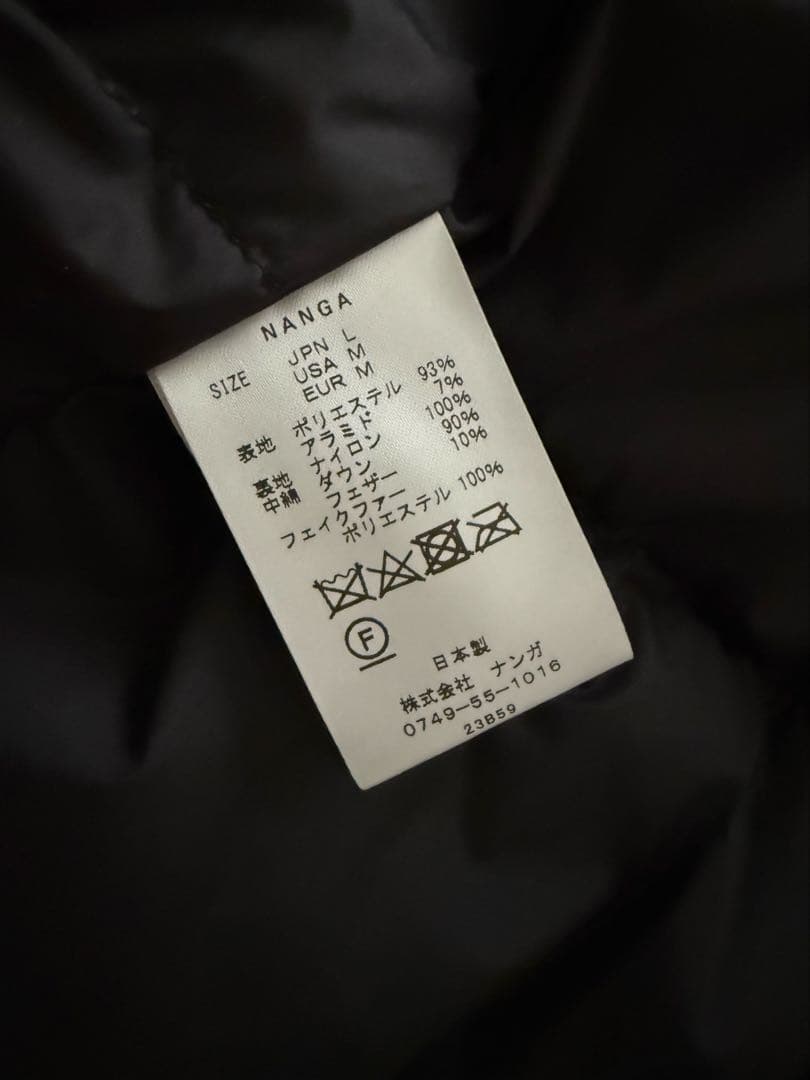 NANGA
SIZE JPN L
USA M
EUR M
表地 ポリエステル 93%
アラミド 7%
裏地 ナイロン 100%
中綿 ダウン 90%
フェザー 10%
フェイクファー
ポリエステル 100%
F
日本製
株式会社 ナンガ
0749-55-1016
23B59